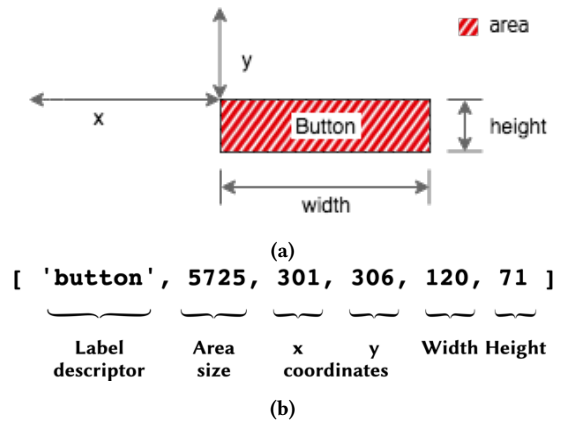 area
y
x
Button
height
width
(a)
[ 'button', 5725, 301, 306, 120, 71 ]
Label Area x y Width Height
descriptor size coordinates
(b)